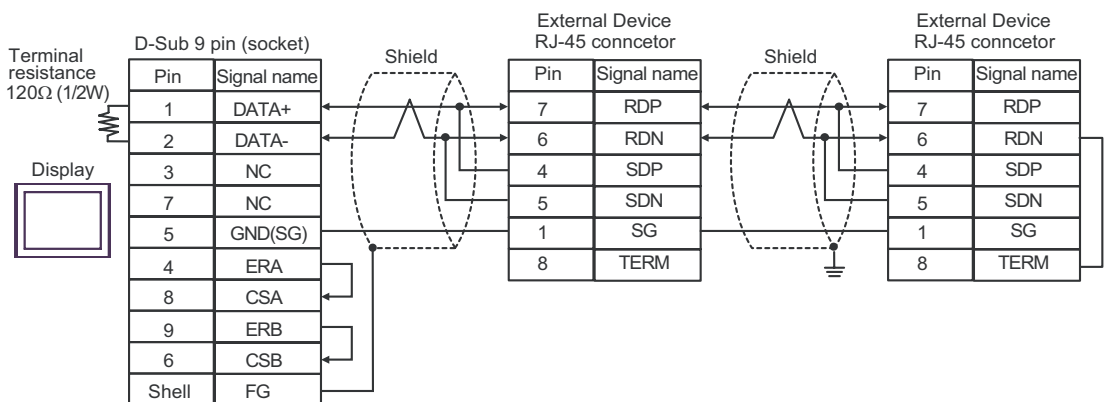 External Device
RJ-45 conncetor
External Device
RJ-45 conncetor
D-Sub 9 pin (socket)
Shield
Shield
Terminal
resistance
120Ω (1/2W)
Display
Pin Signal name
1 DATA+
2 DATA-
3 NC
7 NC
5 GND(SG)
4 ERA
8 CSA
9 ERB
6 CSB
Shell FG
Pin Signal name
7 RDP
6 RDN
4 SDP
5 SDN
1 SG
8 TERM
Pin Signal name
7 RDP
6 RDN
4 SDP
5 SDN
1 SG
8 TERM